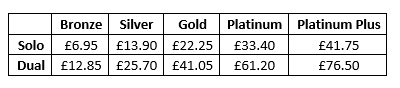 Bronze Silver Gold Platinum Platinum Plus
Solo £6.95 £13.90 £22.25 £33.40 £41.75
Dual £12.85 £25.70 £41.05 £61.20 £76.50